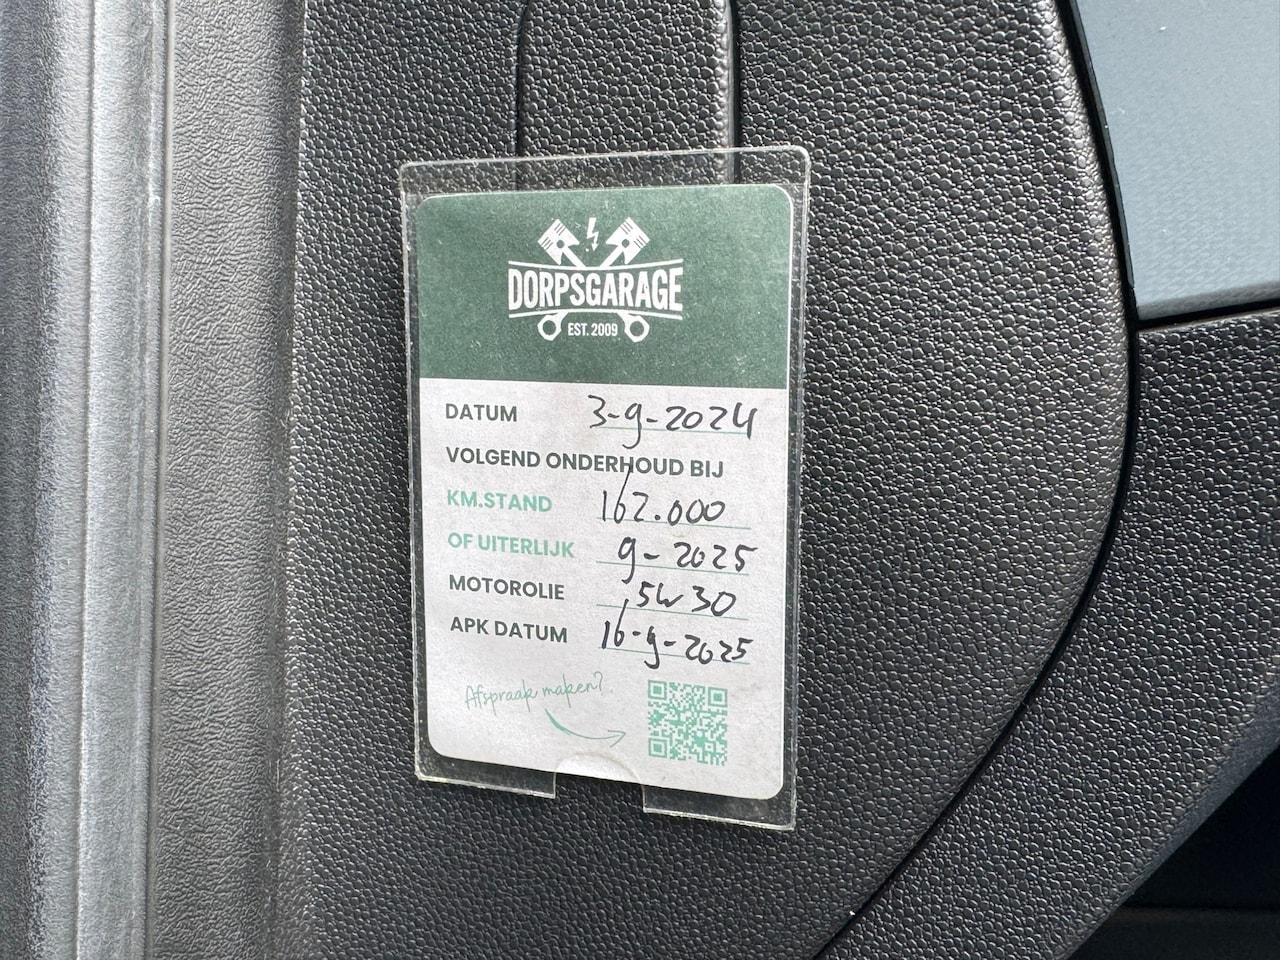 DORPSGARAGE
EST. 2009
DATUM 3-9-2024
VOLGEND ONDERHOUD BIJ
KM.STAND 162.000
OF UITERLIJK 9-2025
MOTOROLIE 5W30
APK DATUM 16-9-2025
Afspraak maken?